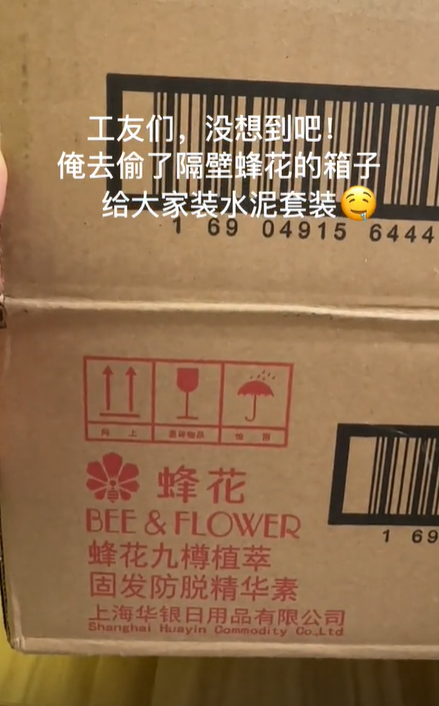 工友们，没想到吧！
俺去偷了隔壁蜂花的箱子
给大家装水泥套装🤤
1 69 04915 6444
向上
易碎物品
怕雨
蜂花
BEE & FLOWER
1 69
蜂花九樽植萃
固发防脱精华素
上海华银日用品有限公司
Shanghai Huayin Commodity Co.,Ltd